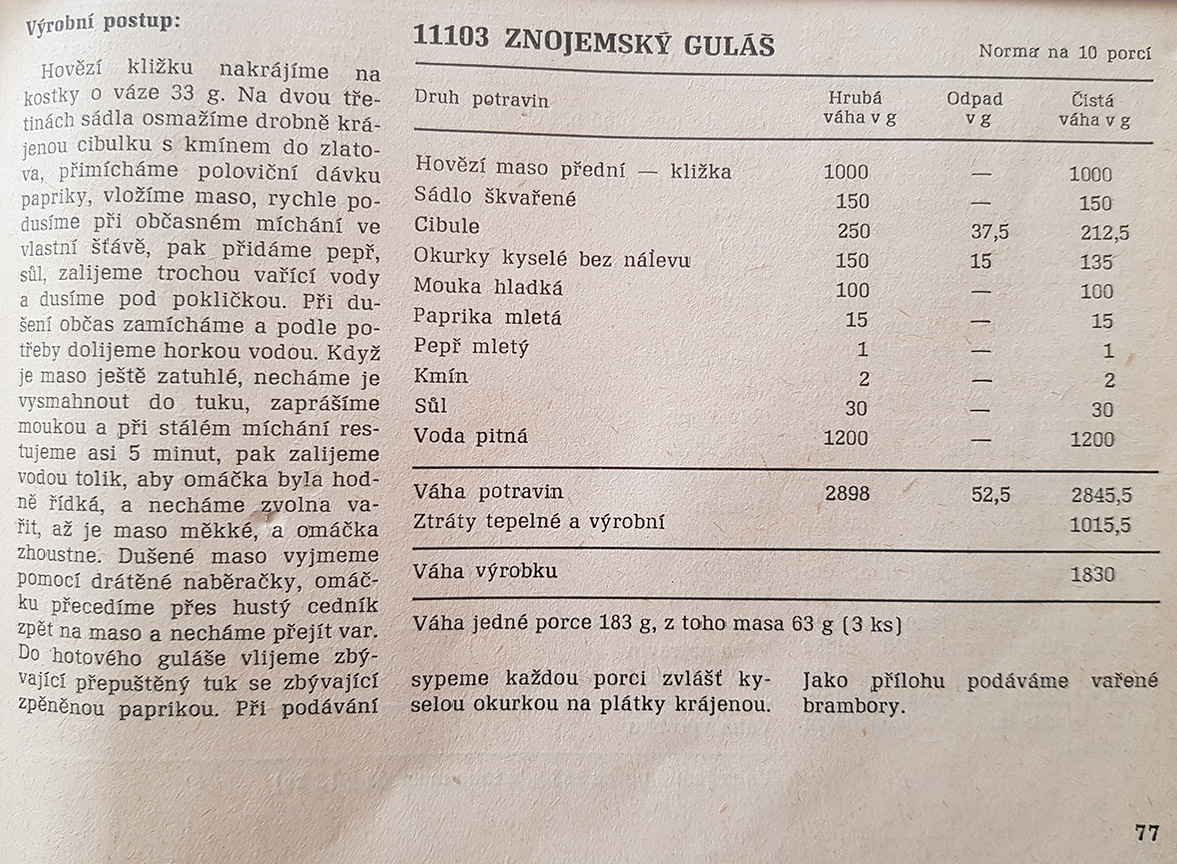 Výrobní postup:
Hovězí kližku nakrájíme na
kostky o váze 33 g. Na dvou tře-
tinách sádla osmažíme drobně krá-
jenou cibulku s kmínem do zlato-
va, přimícháme poloviční dávku
papriky, vložíme maso, rychle po-
dusíme při občasném míchání ve
vlastní šťávě, pak přidáme pepř,
sůl, zalijeme trochou vařící vody
a dusíme pod pokličkou. Při du-
šení občas zamícháme a podle po-
třeby dolijeme horkou vodou. Když
je maso ještě zatuhlé, necháme je
vysmahnout do tuku, zaprášíme
moukou a při stálém míchání res-
tujeme asi 5 minut, pak zalijeme
vodou tolik, aby omáčka byla hod-
ně řídká, a necháme zvolna va-
řit, až je maso měkké, a omáčka
zhoustne. Dušené maso vyjmeme
pomocí drátěné naběračky, omáč-
ku přecedíme přes hustý cedník
zpět na maso a necháme přejít var.
Do hotového guláše vlijeme zbý-
vající přepuštěný tuk se zbývající
zpěněnou paprikou. Při podávání
11103 ZNOJEMSKÝ GULÁŠ
Norma na 10 porcí
Druh potravin Hrubá váha v g Odpad v g Čistá váha v g
Hovězí maso přední — kližka 1000 — 1000
Sádlo škvařené 150 — 150
Cibule 250 37,5 212,5
Okurky kyselé bez nálevu 150 15 135
Mouka hladká 100 — 100
Paprika mletá 15 — 15
Pepř mletý 1 — 1
Kmín 2 — 2
Sůl 30 — 30
Voda pitná 1200 — 1200
Váha potravin 2898 52,5 2845,5
Ztráty tepelné a výrobní 1015,5
Váha výrobku 1830
Váha jedné porce 183 g, z toho masa 63 g (3 ks)
sypeme každou porci zvlášť ky-
selou okurkou na plátky krájenou.
Jako přílohu podáváme vařené
brambory.
77